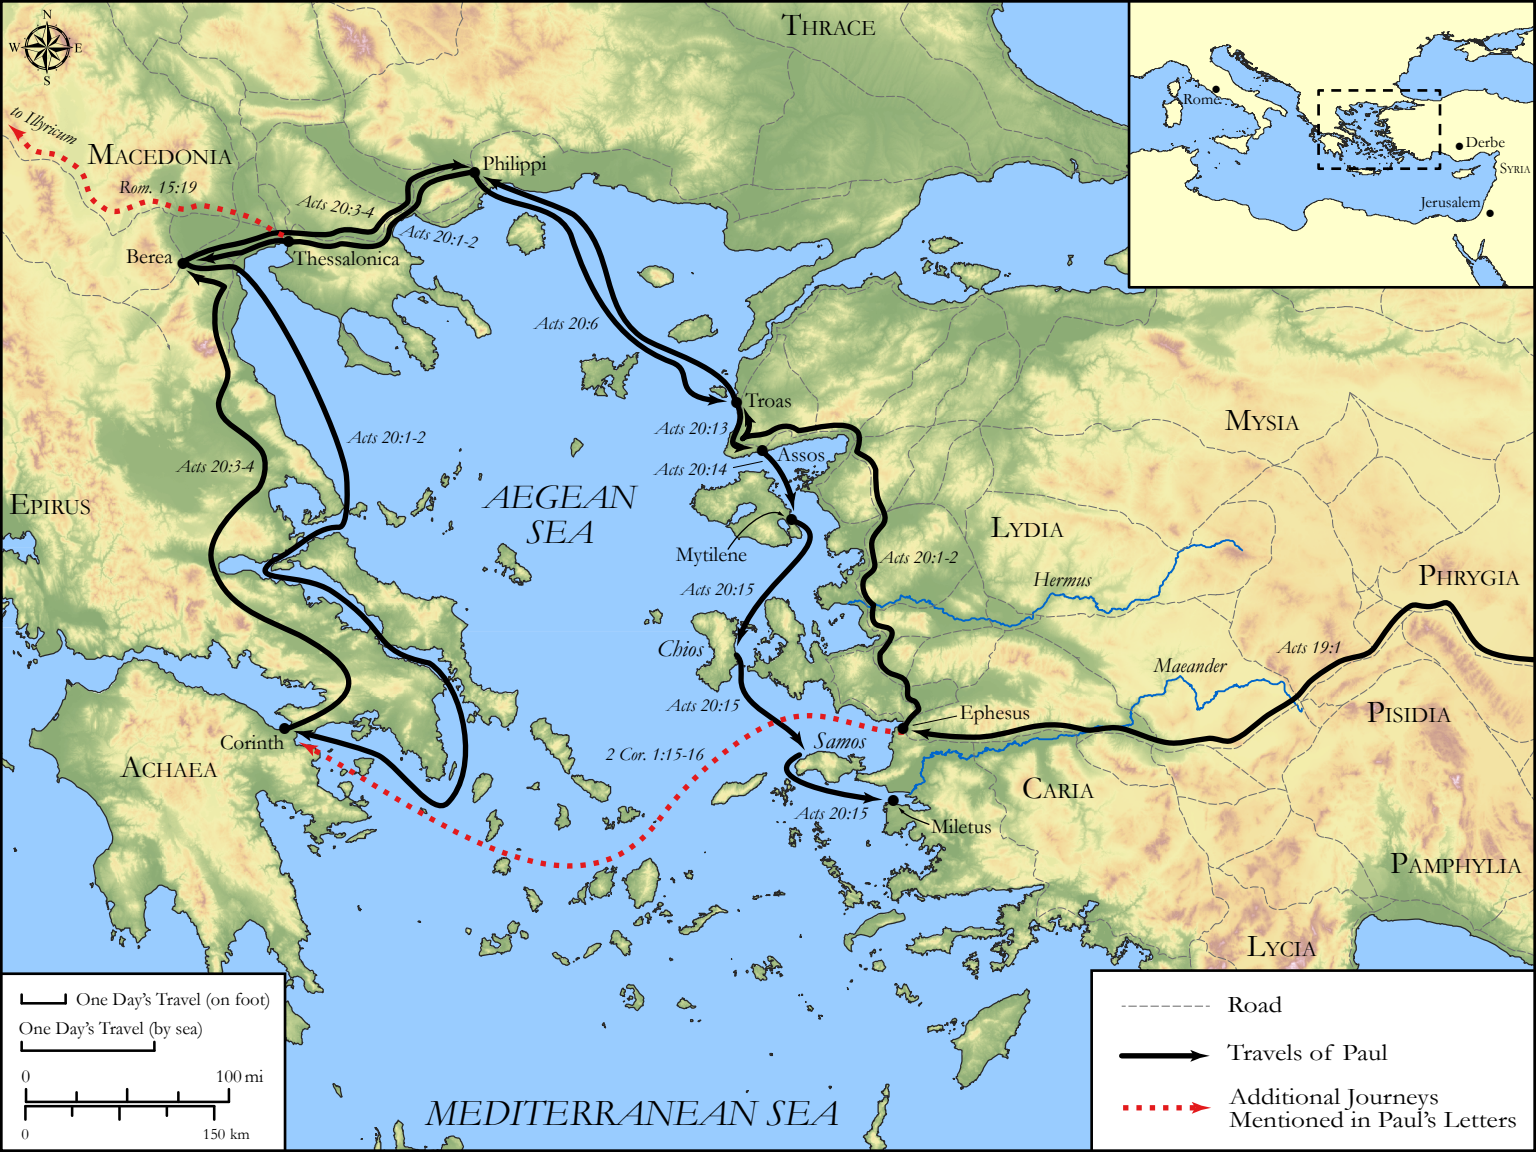 N
W
E
S
THRACE
Rome
Derbe
SYRIA
Jerusalem
to Illyricum
MACEDONIA
Rom. 15:19
Philippi
Acts 20:3-4
Acts 20:1-2
Berea
Thessalonica
Acts 20:6
Troas
Acts 20:13
Assos
Acts 20:14
MYSIA
Acts 20:1-2
Acts 20:3-4
EPIRUS
AEGEAN
SEA
LYDIA
Mytilene
Acts 20:1-2
Hermus
PHRYGIA
Acts 20:15
Chios
Acts 19:1
Maeander
Acts 20:15
Ephesus
PISIDIA
Corinth
Samos
2 Cor. 1:15-16
ACHAEA
CARIA
Acts 20:15
Miletus
PAMPHYLIA
LYCIA
One Day's Travel (on foot)
One Day's Travel (by sea)
0
100 mi
0
150 km
MEDITERRANEAN SEA
Road
Travels of Paul
Additional Journeys
Mentioned in Paul's Letters